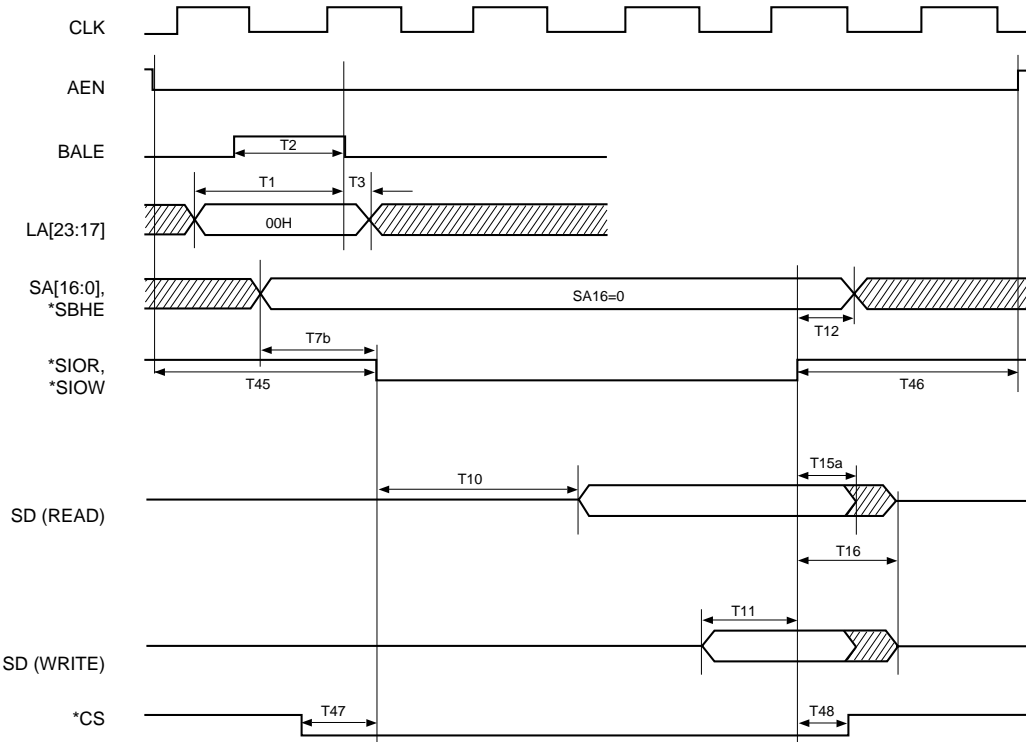 CLK
AEN
BALE
T2
T1
T3
LA[23:17]
00H
SA[16:0],
*SBHE
SA16=0
T12
T7b
*SIOR,
*SIOW
T45
T46
T10
T15a
SD (READ)
T16
T11
SD (WRITE)
*CS
T47
T48